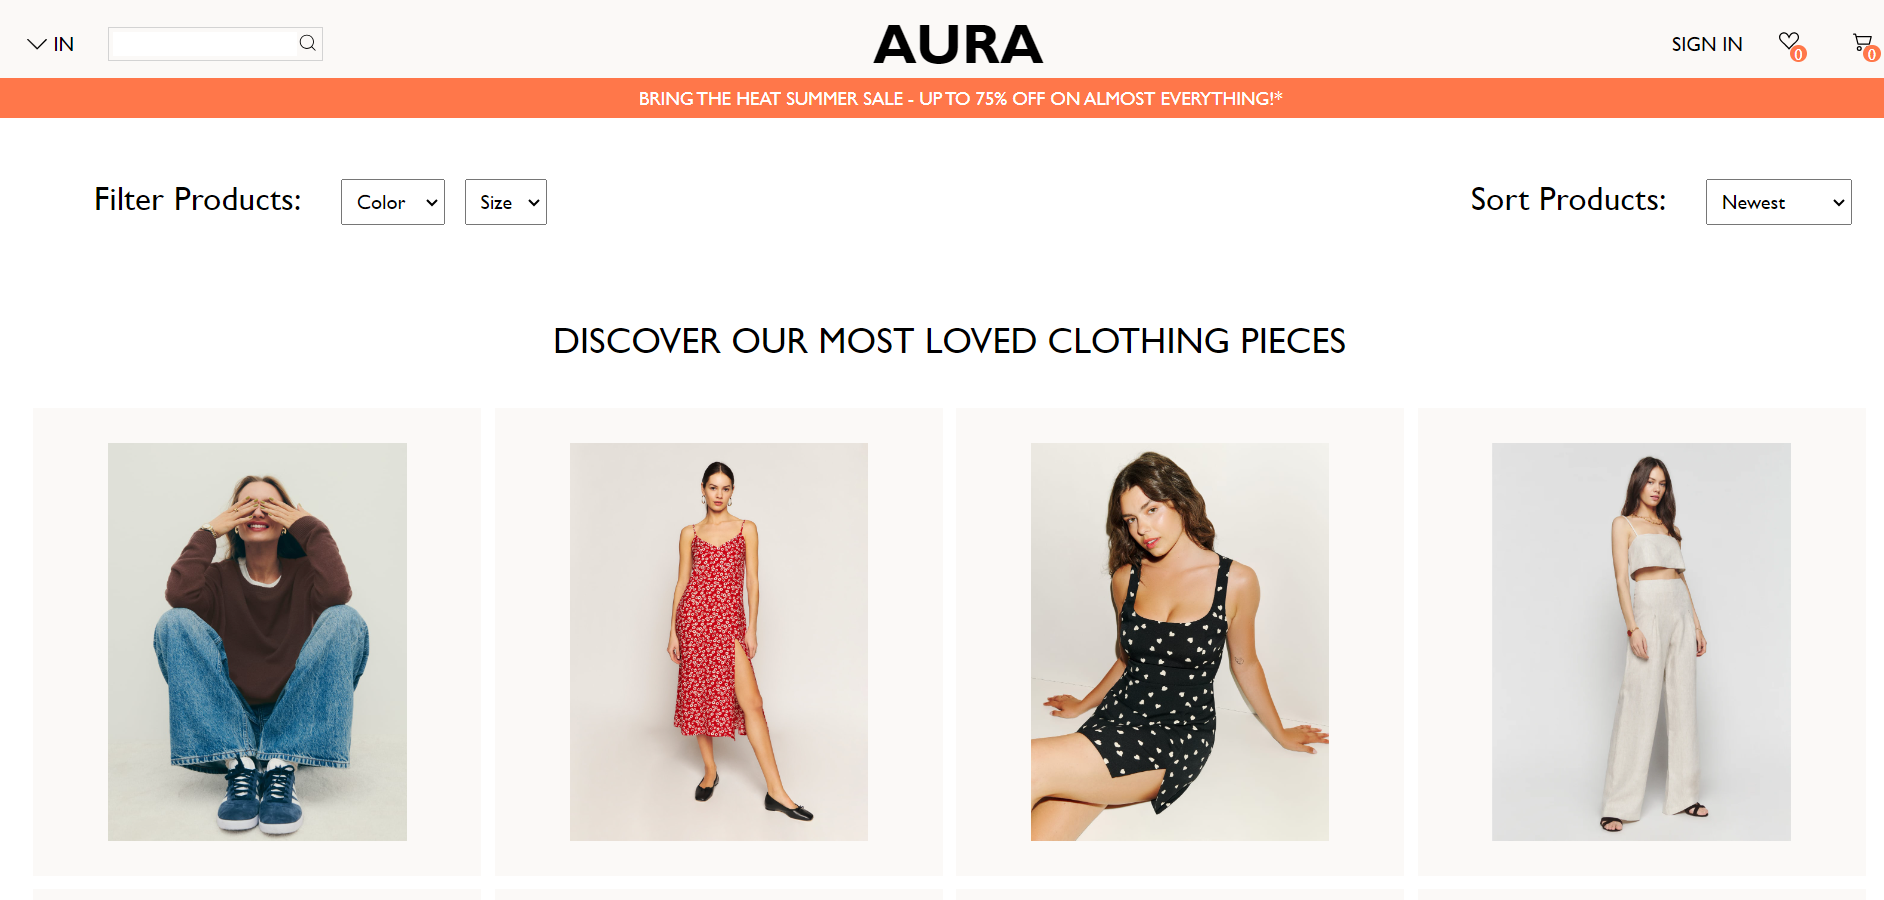 IN
AURA
SIGN IN
0
0
BRING THE HEAT SUMMER SALE - UP TO 75% OFF ON ALMOST EVERYTHING!*
Filter Products:
Color
Size
Sort Products:
Newest
DISCOVER OUR MOST LOVED CLOTHING PIECES